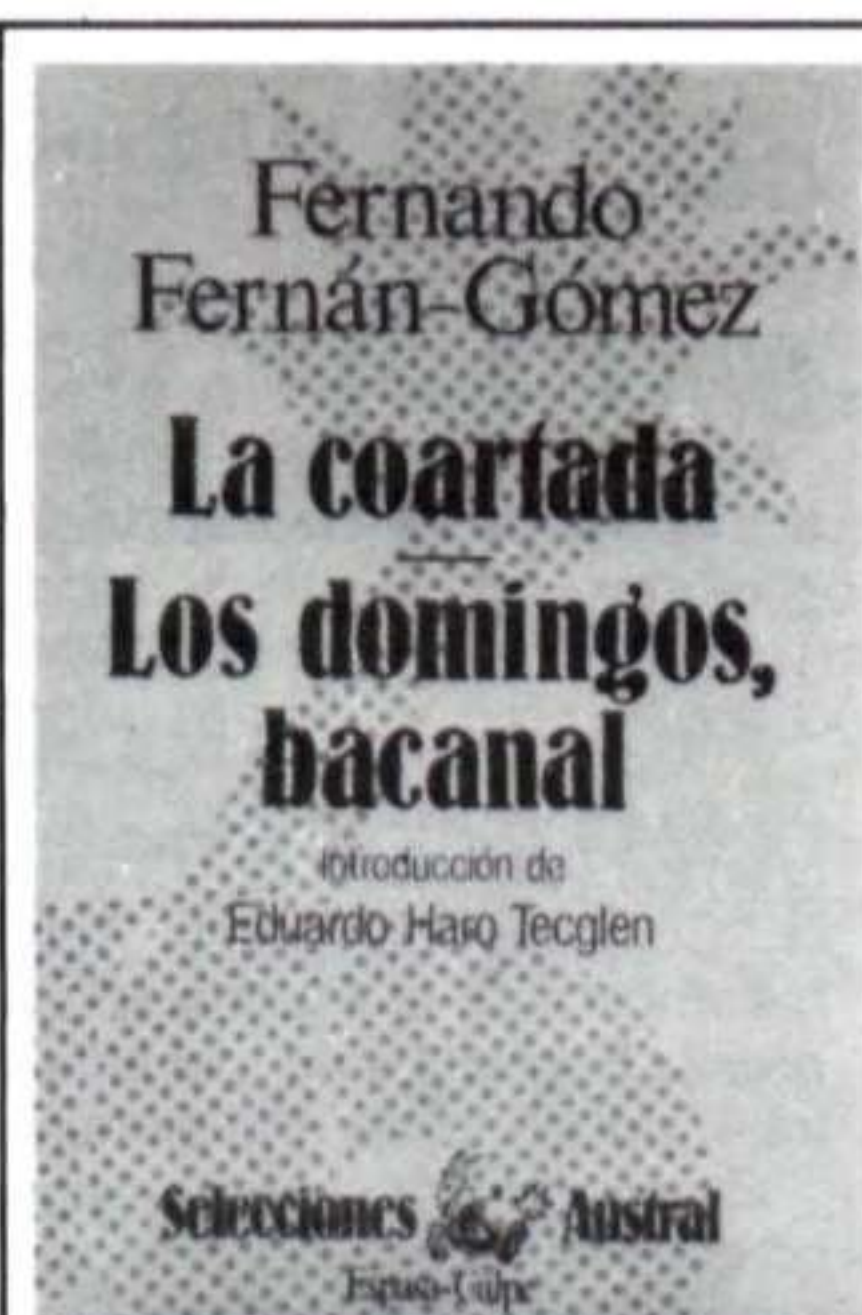 Fernando
Fernán-Gómez
La coartada
Los domingos,
bacanal
Introducción de
Eduardo Haro Tecglen
Selecciones Austral
Espasa-Calpe